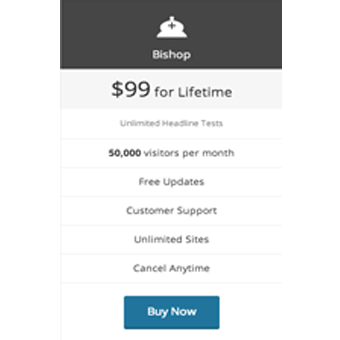 Bishop
$99 for Lifetime
Unlimited Headline Tests
50,000 visitors per month
Free Updates
Customer Support
Unlimited Sites
Cancel Anytime
Buy Now